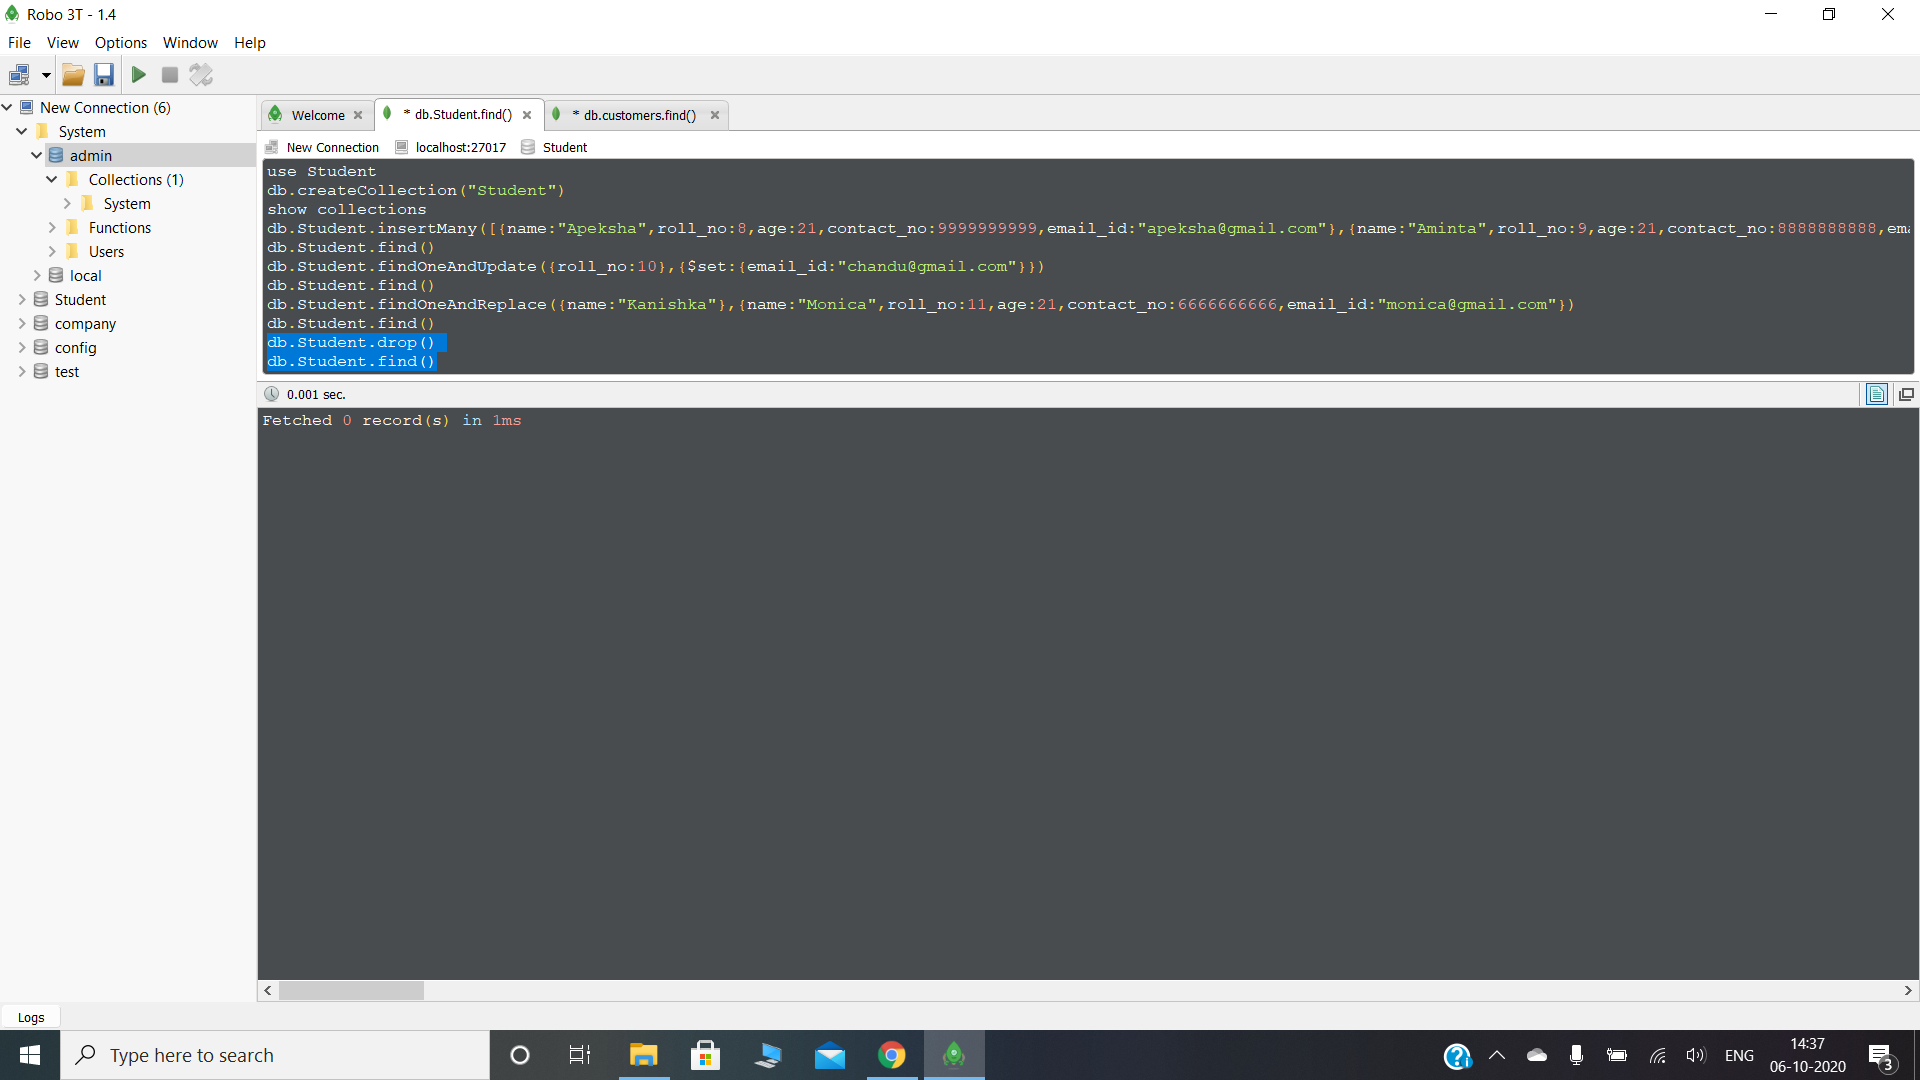 Robo 3T - 1.4
File View Options Window Help
New Connection (6)
System
admin
Collections (1)
System
Functions
Users
local
Student
company
config
test
Welcome
* db.Student.find()
* db.customers.find()
New Connection localhost:27017 Student
use Student
db.createCollection("Student")
show collections
db.Student.insertMany([{name:"Apeksha",roll_no:8,age:21,contact_no:9999999999,email_id:"apeksha@gmail.com"},{name:"Aminta",roll_no:9,age:21,contact_no:8888888888,ema
db.Student.find()
db.Student.findOneAndUpdate({roll_no:10},{$set:{email_id:"chandu@gmail.com"}})
db.Student.find()
db.Student.findOneAndReplace({name:"Kanishka"},{name:"Monica",roll_no:11,age:21,contact_no:6666666666,email_id:"monica@gmail.com"})
db.Student.find()
db.Student.drop()
db.Student.find()
0.001 sec.
Fetched 0 record(s) in 1ms
Logs
Type here to search
ENG
14:37
06-10-2020
3